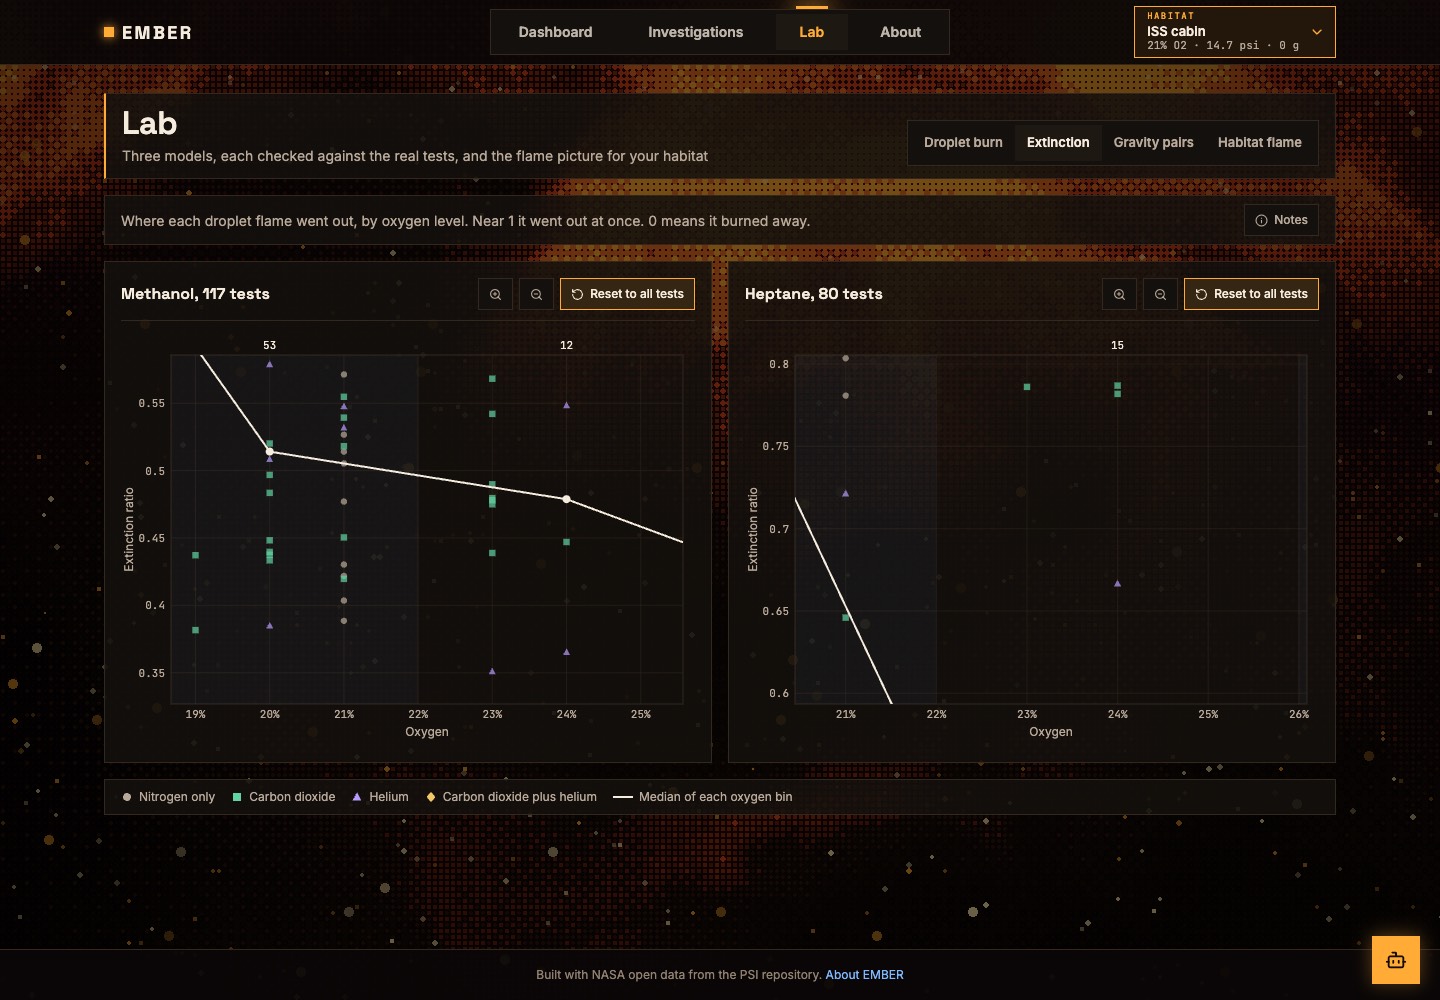 EMBER
Dashboard
Investigations
Lab
About
HABITAT
ISS cabin
21% O2 · 14.7 psi · 0 g
Lab
Three models, each checked against the real tests, and the flame picture for your habitat
Droplet burn
Extinction
Gravity pairs
Habitat flame
Where each droplet flame went out, by oxygen level. Near 1 it went out at once. 0 means it burned away.
Notes
Methanol, 117 tests
Reset to all tests
53
12
0.55
0.5
0.45
0.4
0.35
Extinction ratio
19%
20%
21%
22%
23%
24%
25%
Oxygen
Heptane, 80 tests
Reset to all tests
15
0.8
0.75
0.7
0.65
0.6
Extinction ratio
21%
22%
23%
24%
25%
26%
Oxygen
Nitrogen only
Carbon dioxide
Helium
Carbon dioxide plus helium
Median of each oxygen bin
Built with NASA open data from the PSI repository. About EMBER